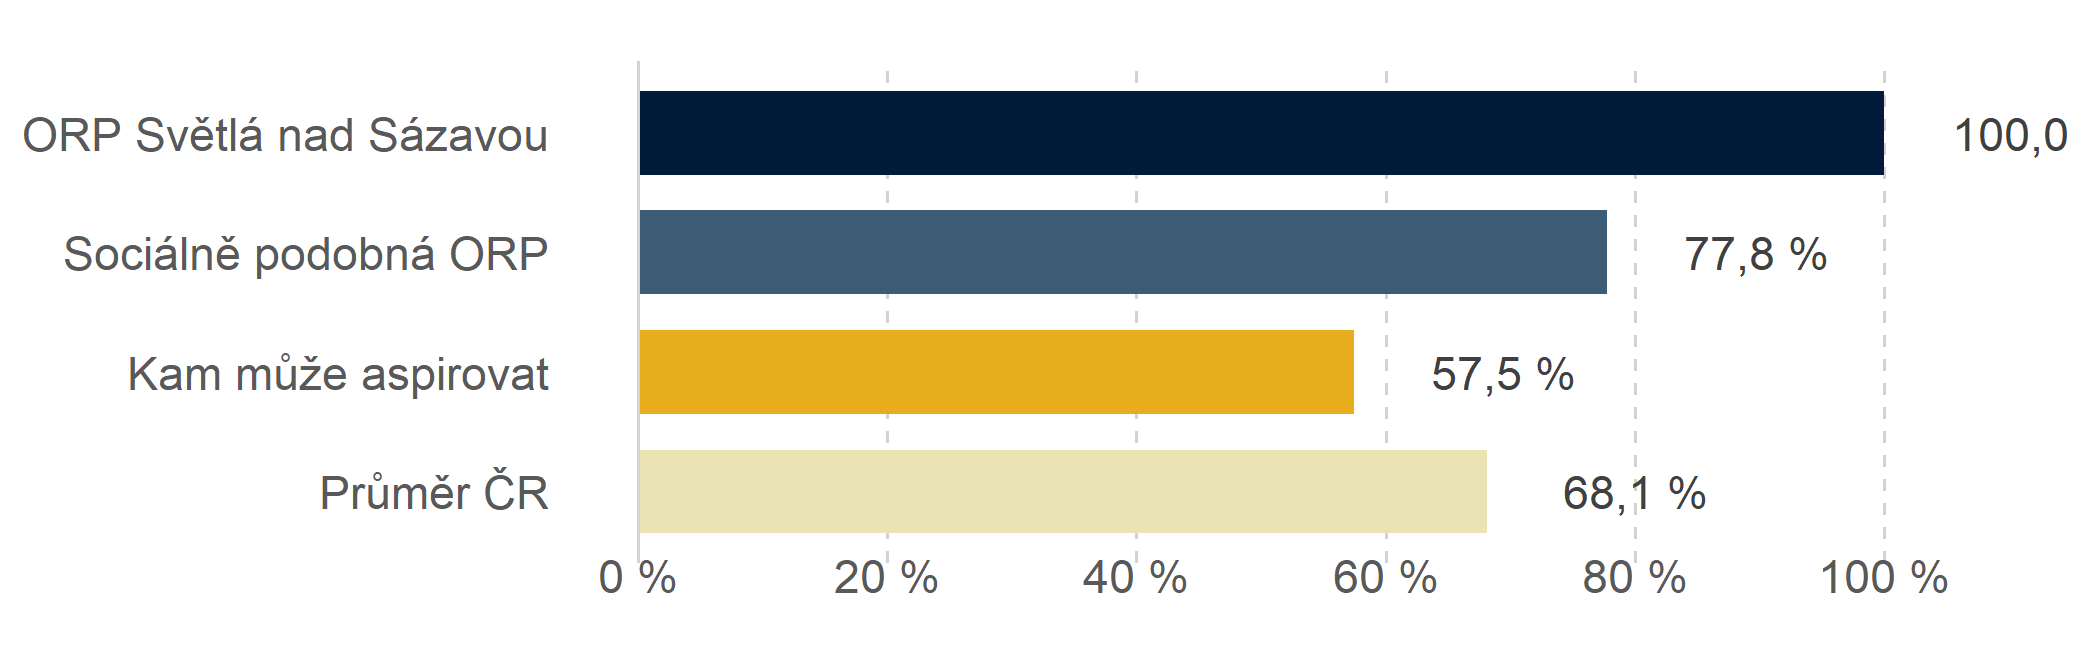 ORP Světlá nad Sázavou 100,0
Sociálně podobná ORP 77,8 %
Kam může aspirovat 57,5 %
Průměr ČR 68,1 %
0 % 20 % 40 % 60 % 80 % 100 %